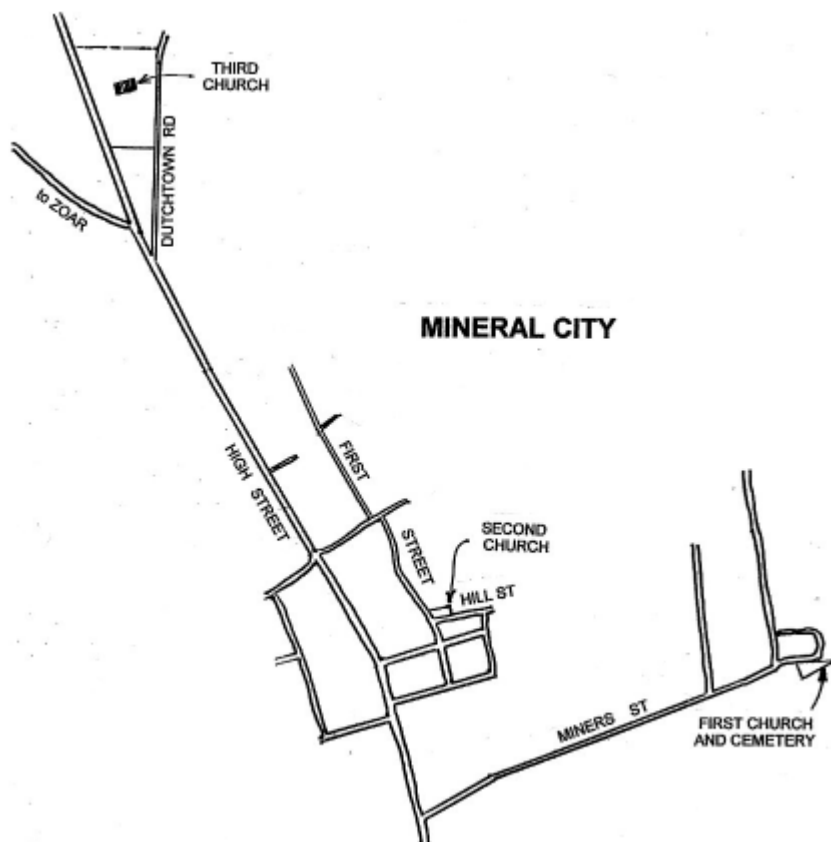 THIRD
CHURCH
DUTCHTOWN RD
to ZOAR
MINERAL CITY
HIGH STREET
FIRST
STREET
SECOND
CHURCH
HILL ST
MINERS ST
FIRST CHURCH
AND CEMETERY